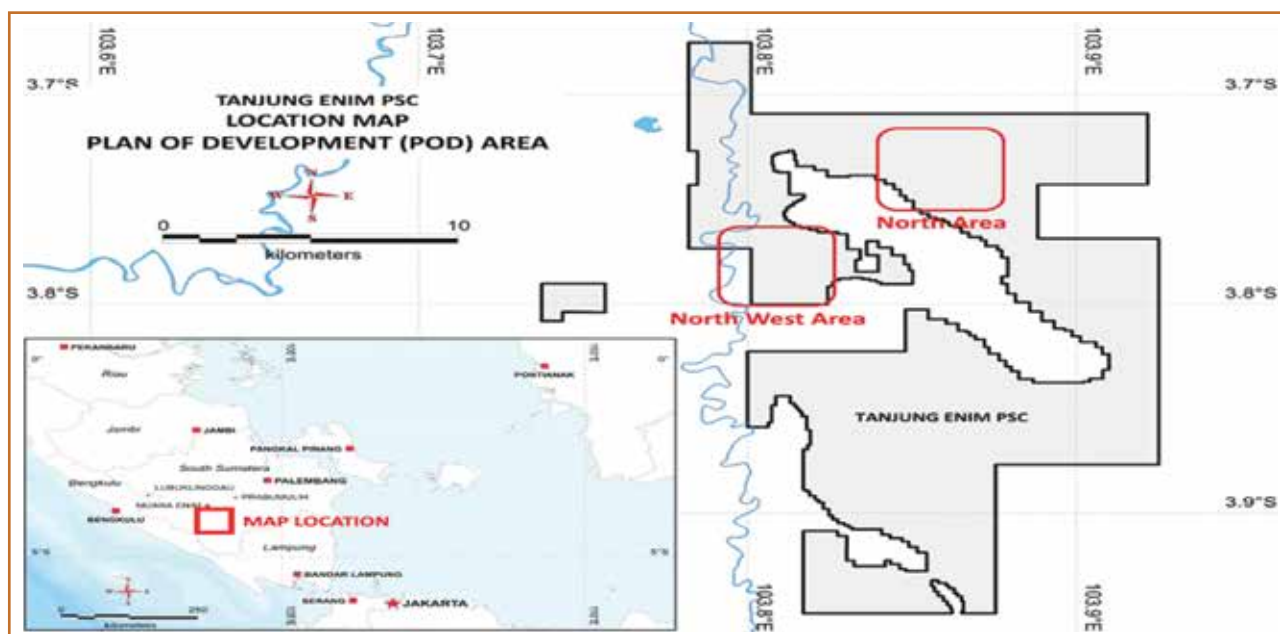 103.6°E
103.7°E
103.8°E
103.9°E
3.7°S
3.7°S
TANJUNG ENIM PSC
LOCATION MAP
PLAN OF DEVELOPMENT (POD) AREA
N
W
E
S
0
10
kilometers
North Area
North West Area
3.8°S
3.8°S
TANJUNG ENIM PSC
3.9°S
103.8°E
103.9°E
PEKANBARU
Riau
0°
0°
PONTIANAK
Jambi
JAMBI
PANGKAL PINANG
South Sumatera
PALEMBANG
Bengkulu
LUBUKLINGGAU
PRABUMULIH
MUARA ENIM
BENGKULU
MAP LOCATION
Lampung
5°S
5°S
BANDAR LAMPUNG
SERANG
JAKARTA
0
250
kilometers